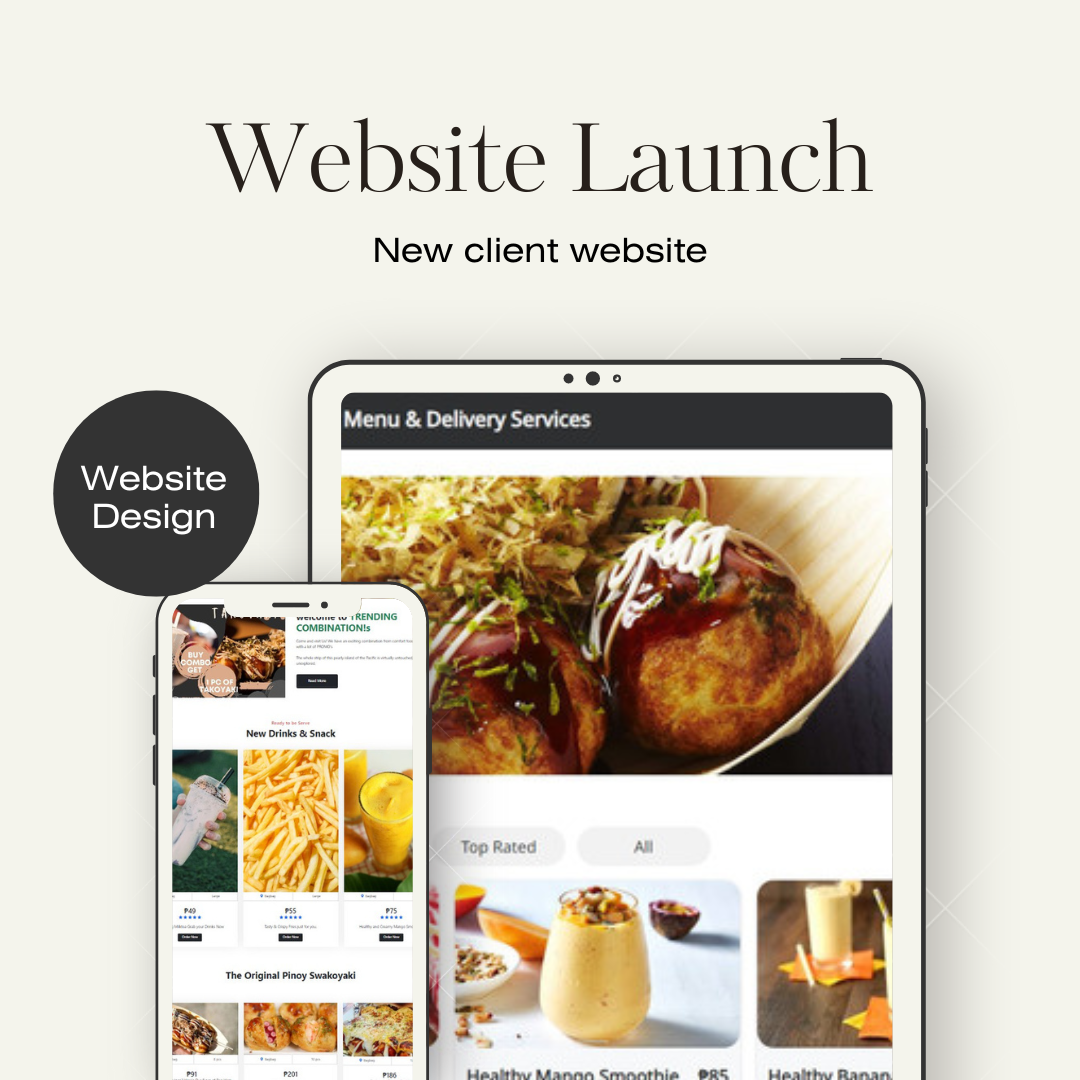 Website Launch
New client website
Website
Design
Menu & Delivery Services
Top Rated
All
Healthy Mango Smoothie
₱85
Healthy Banan
welcome to TRENDING
COMBINATION!s
BUY
COMBO
GET
1 PC OF
TAKOYAKI
Read More
Ready to be Serve
New Drinks & Snack
₱49
Order Now
₱55
Order Now
₱75
Order Now
The Original Pinoy Swakoyaki
₱91
₱201
₱186